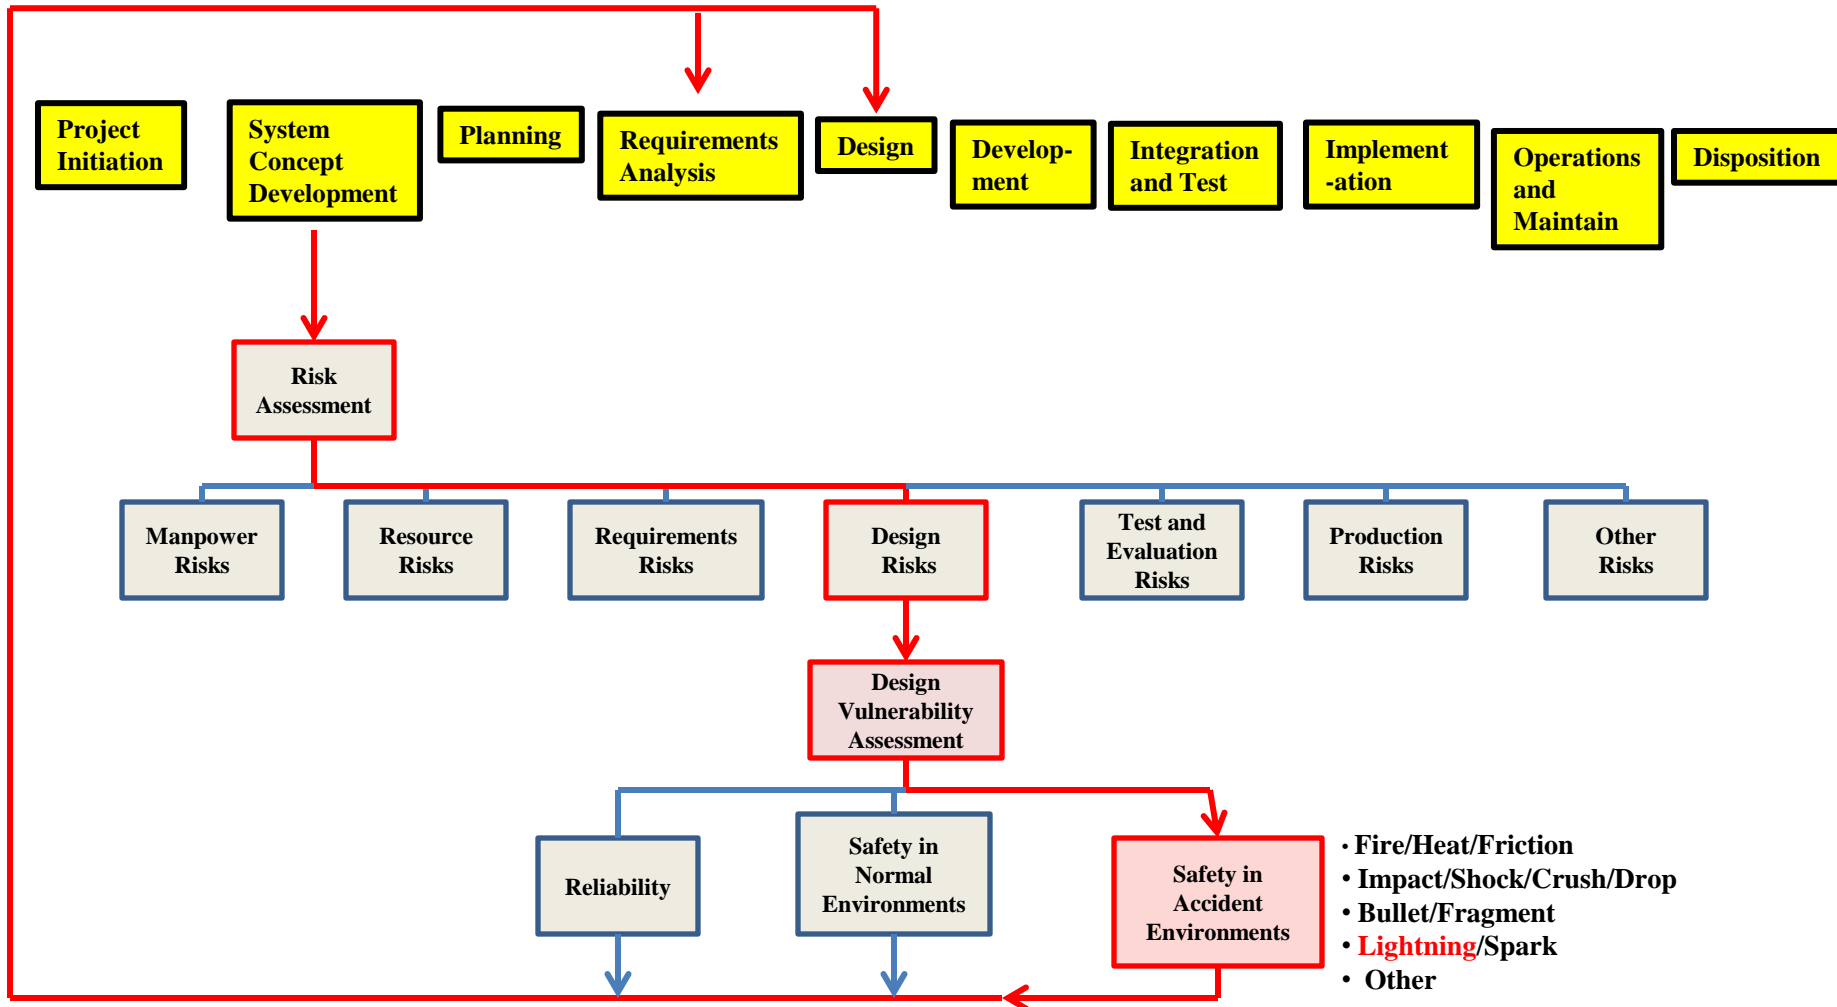 Project
Initiation
System
Concept
Development
Planning
Requirements
Analysis
Design
Develop-
ment
Integration
and Test
Implement
-ation
Operations
and
Maintain
Disposition
Risk
Assessment
Manpower
Risks
Resource
Risks
Requirements
Risks
Design
Risks
Test and
Evaluation
Risks
Production
Risks
Other
Risks
Design
Vulnerability
Assessment
Reliability
Safety in
Normal
Environments
Safety in
Accident
Environments
• Fire/Heat/Friction
• Impact/Shock/Crush/Drop
• Bullet/Fragment
• Lightning/Spark
• Other